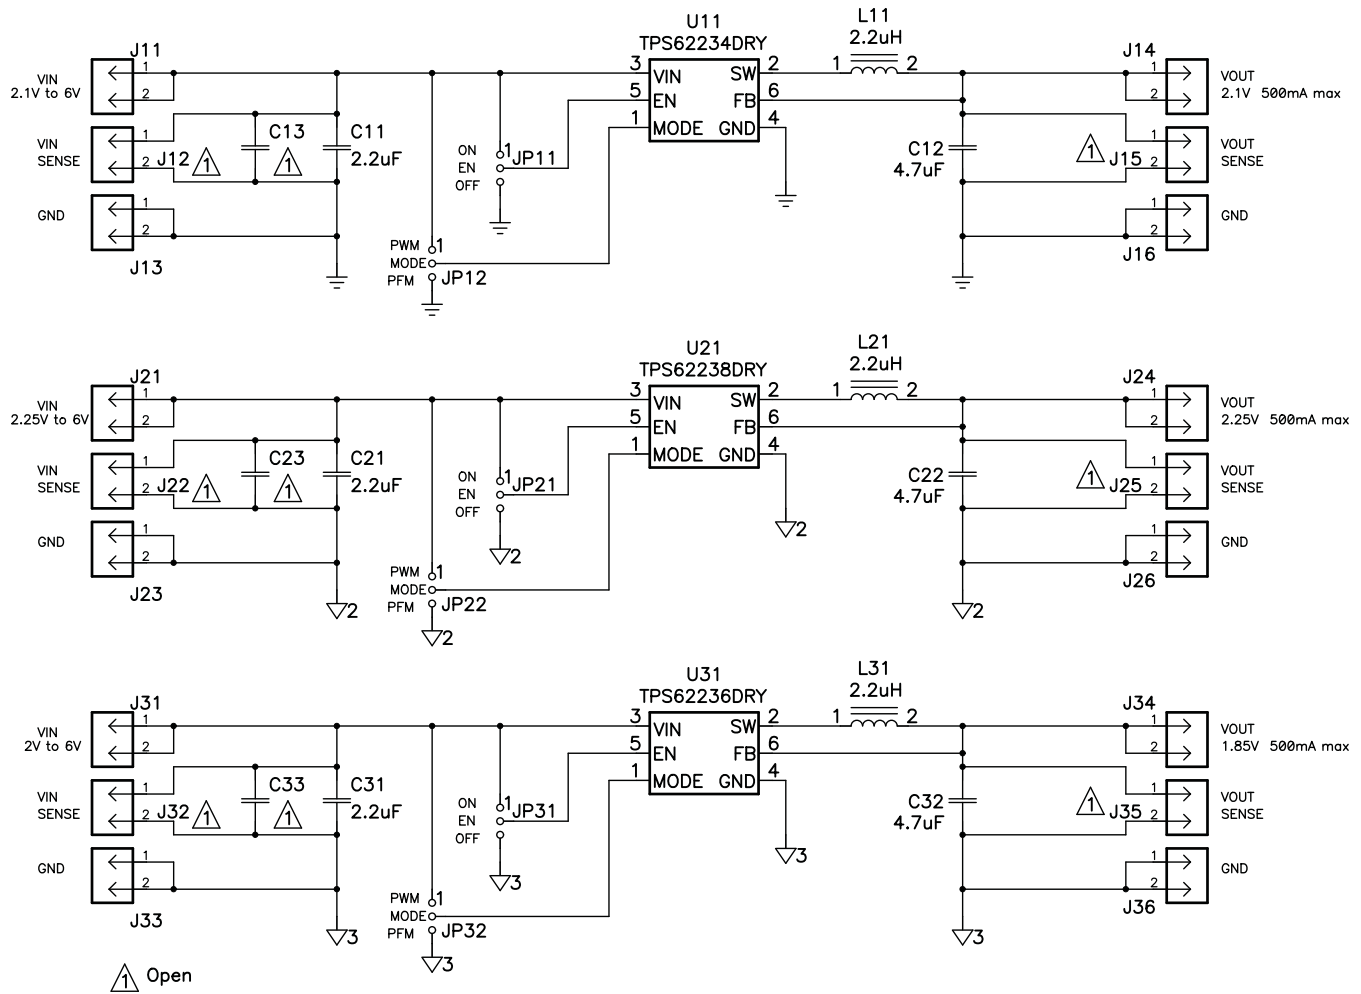 U11
TPS62234DRY
L11
2.2uH
J11
VIN
2.1V to 6V
1
2
VIN
SENSE
1
2
J12
1
C13
1
C11
2.2uF
GND
1
2
J13
ON
EN
OFF
1
JP11
PWM
MODE
PFM
1
JP12
3
5
1
VIN
EN
MODE
SW
FB
GND
2
6
4
1
2
C12
4.7uF
J14
1
2
VOUT
2.1V 500mA max
1
J15
1
2
VOUT
SENSE
1
2
GND
J16
U21
TPS62238DRY
L21
2.2uH
J21
VIN
2.25V to 6V
1
2
VIN
SENSE
1
2
J22
1
C23
1
C21
2.2uF
GND
1
2
J23
2
ON
EN
OFF
1
JP21
2
PWM
MODE
PFM
1
JP22
2
3
5
1
VIN
EN
MODE
SW
FB
GND
2
6
4
2
1
2
C22
4.7uF
2
J24
1
2
VOUT
2.25V 500mA max
1
J25
1
2
VOUT
SENSE
1
2
GND
J26
U31
TPS62236DRY
L31
2.2uH
J31
VIN
2V to 6V
1
2
VIN
SENSE
1
2
J32
1
C33
1
C31
2.2uF
GND
1
2
J33
3
ON
EN
OFF
1
JP31
3
PWM
MODE
PFM
1
JP32
3
3
5
1
VIN
EN
MODE
SW
FB
GND
2
6
4
3
1
2
C32
4.7uF
3
J34
1
2
VOUT
1.85V 500mA max
1
J35
1
2
VOUT
SENSE
1
2
GND
J36
1 Open